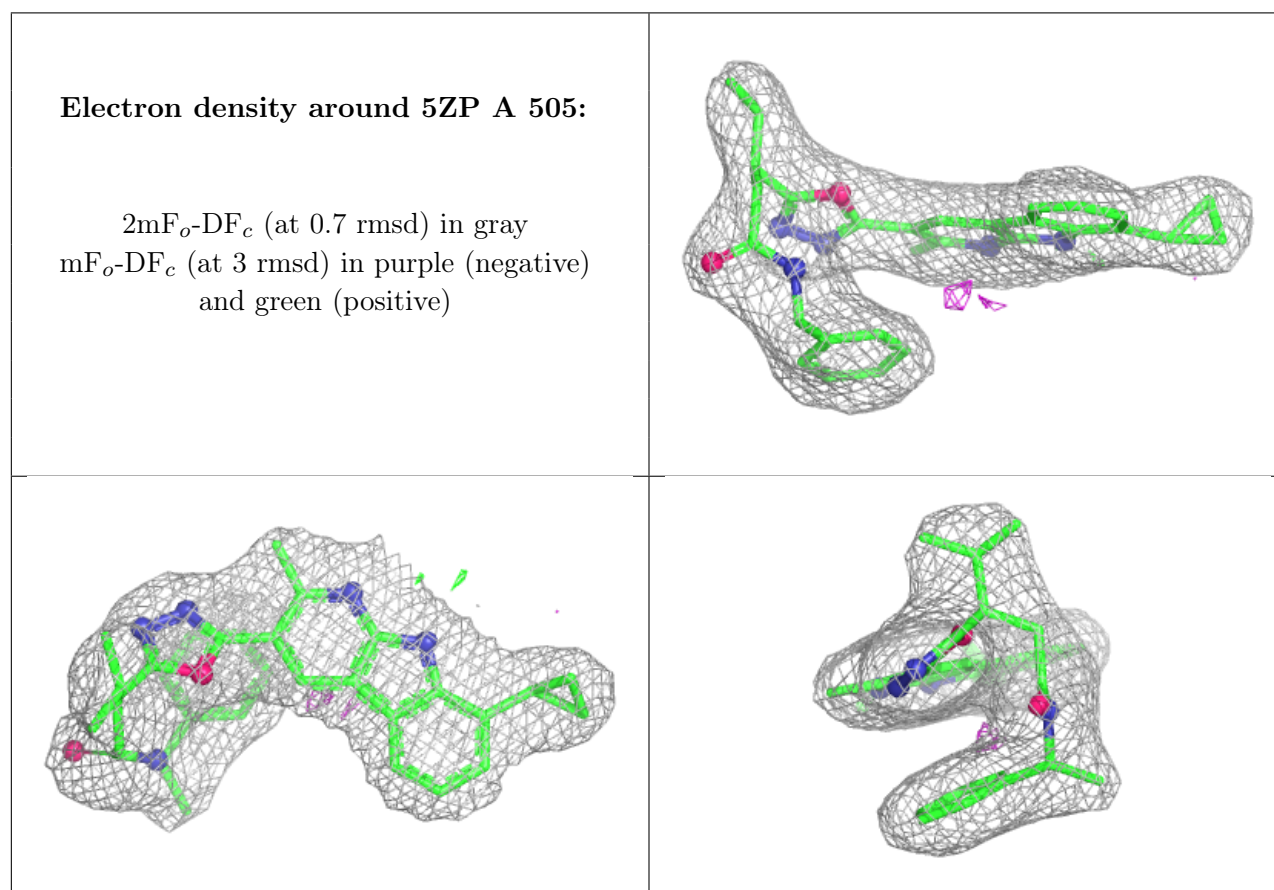 Electron density around 5ZP A 505:
2mFo-DFc (at 0.7 rmsd) in gray
mFo-DFc (at 3 rmsd) in purple (negative)
and green (positive)